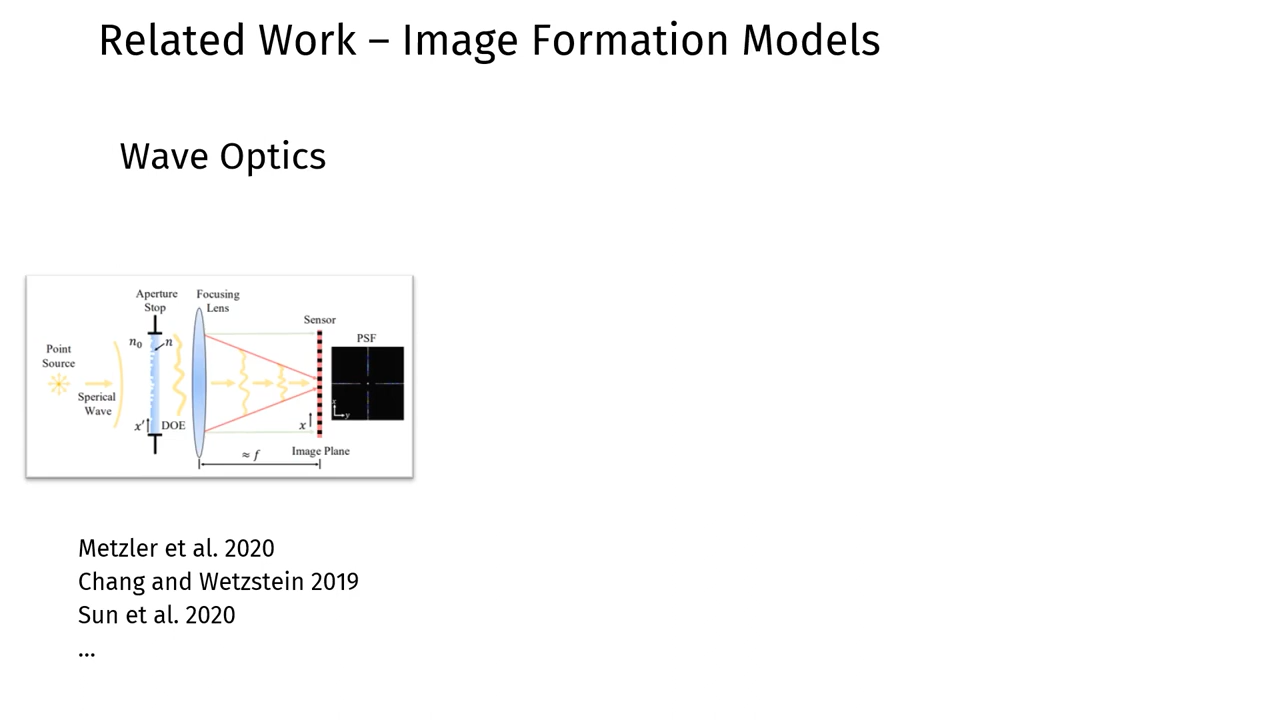 Related Work – Image Formation Models
Wave Optics
Aperture Stop
Focusing Lens
Sensor
PSF
n₀
n
Point Source
Sperical Wave
x'
DOE
x
x
y
≈ f
Image Plane
Metzler et al. 2020
Chang and Wetzstein 2019
Sun et al. 2020
...